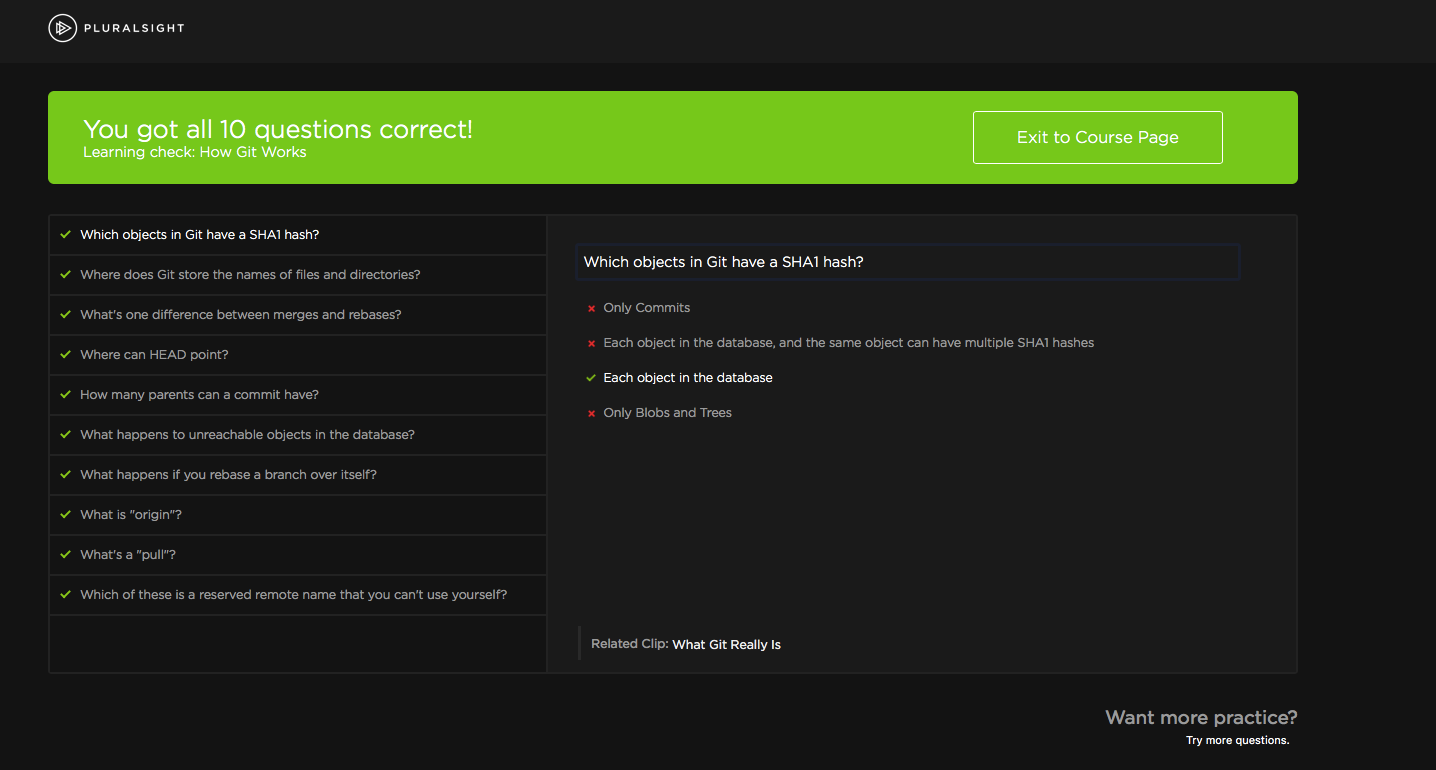 PLURALSIGHT
You got all 10 questions correct!
Learning check: How Git Works
Exit to Course Page
Which objects in Git have a SHA1 hash?
Where does Git store the names of files and directories?
What's one difference between merges and rebases?
Where can HEAD point?
How many parents can a commit have?
What happens to unreachable objects in the database?
What happens if you rebase a branch over itself?
What is "origin"?
What's a "pull"?
Which of these is a reserved remote name that you can't use yourself?
Which objects in Git have a SHA1 hash?
Only Commits
Each object in the database, and the same object can have multiple SHA1 hashes
Each object in the database
Only Blobs and Trees
Related Clip: What Git Really Is
Want more practice?
Try more questions.